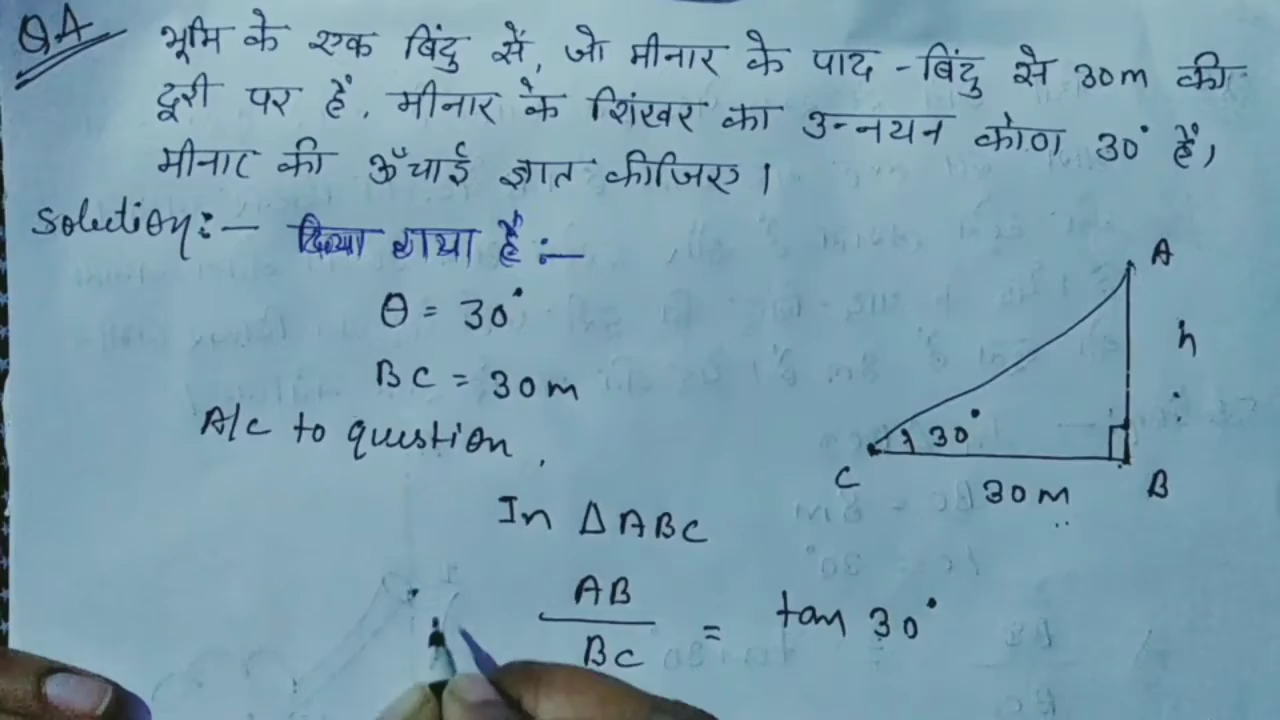 Q4 भूमि के एक बिंदु सें, जो मीनार के पाद-बिंदु से 30m की
दूरी पर हैं, मीनार के शिंखर का उन्नयन कोण 30° हैं,
मीनार की ऊँचाई ज्ञात कीजिए।
Solution:- दिया गया है :-
θ = 30°
BC = 30m
A/c to question,
In ΔABC
AB
BC
= tan 30°
A
h
30°
C
30m
B